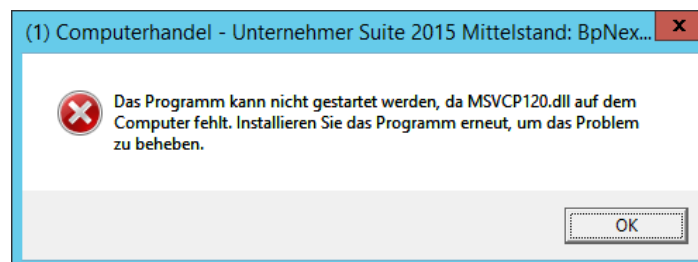 (1) Computerhandel - Unternehmer Suite 2015 Mittelstand: BpNex... x
Das Programm kann nicht gestartet werden, da MSVCP120.dll auf dem
Computer fehlt. Installieren Sie das Programm erneut, um das Problem
zu beheben.
OK